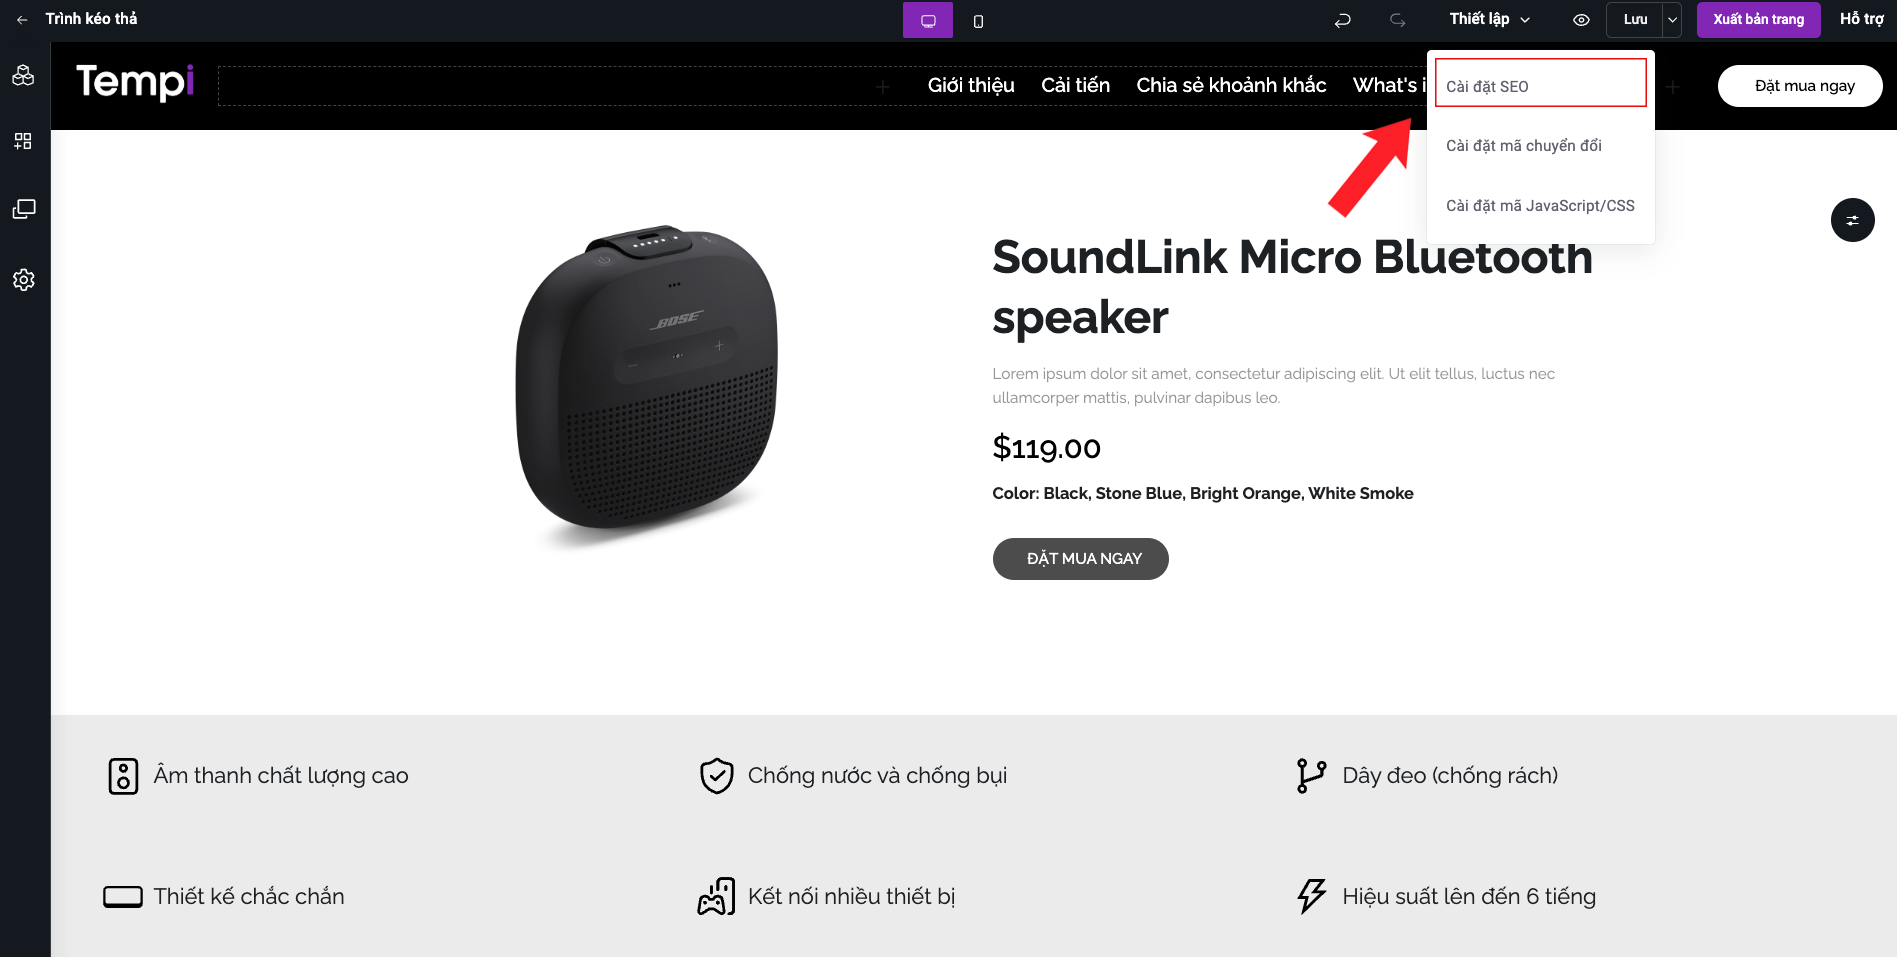 Trình kéo thả
Thiết lập
Lưu
Xuất bản trang
Hỗ trợ
Tempi
Giới thiệu
Cải tiến
Chia sẻ khoảnh khắc
What's i
Đặt mua ngay
Cài đặt SEO
Cài đặt mã chuyển đổi
Cài đặt mã JavaScript/CSS
BOSE
SoundLink Micro Bluetooth
speaker
Lorem ipsum dolor sit amet, consectetur adipiscing elit. Ut elit tellus, luctus nec
ullamcorper mattis, pulvinar dapibus leo.
$119.00
Color: Black, Stone Blue, Bright Orange, White Smoke
ĐẶT MUA NGAY
Âm thanh chất lượng cao
Chống nước và chống bụi
Dây đeo (chống rách)
Thiết kế chắc chắn
Kết nối nhiều thiết bị
Hiệu suất lên đến 6 tiếng